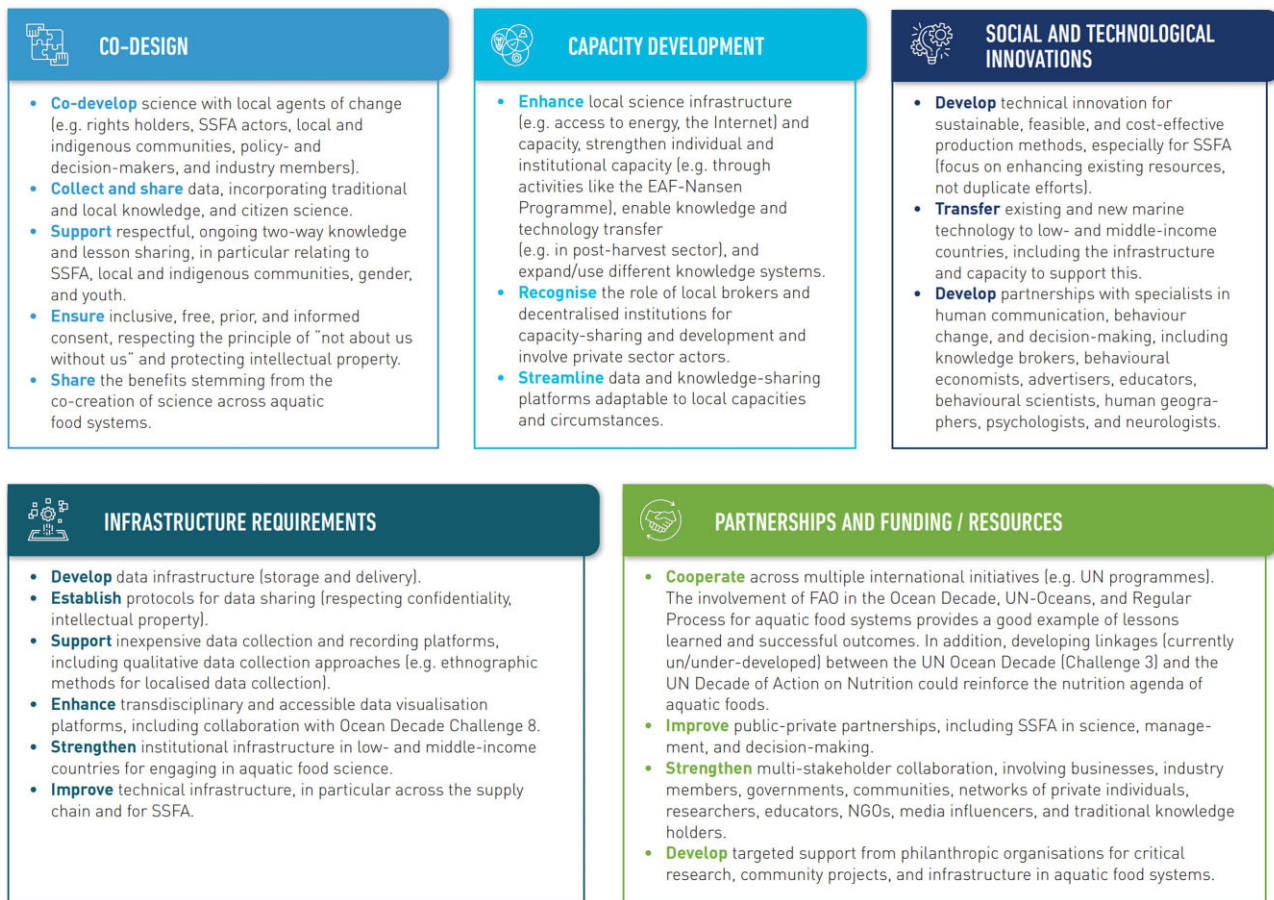 CO-DESIGN
• Co-develop science with local agents of change
(e.g. rights holders, SSFA actors, local and
indigenous communities, policy- and
decision-makers, and industry members).
• Collect and share data, incorporating traditional
and local knowledge, and citizen science.
• Support respectful, ongoing two-way knowledge
and lesson sharing, in particular relating to
SSFA, local and indigenous communities, gender,
and youth.
• Ensure inclusive, free, prior, and informed
consent, respecting the principle of “not about us
without us” and protecting intellectual property.
• Share the benefits stemming from the
co-creation of science across aquatic
food systems.
CAPACITY DEVELOPMENT
• Enhance local science infrastructure
(e.g. access to energy, the Internet) and
capacity, strengthen individual and
institutional capacity (e.g. through
activities like the EAF-Nansen
Programme), enable knowledge and
technology transfer
(e.g. in post-harvest sector), and
expand/use different knowledge systems.
• Recognise the role of local brokers and
decentralised institutions for
capacity-sharing and development and
involve private sector actors.
• Streamline data and knowledge-sharing
platforms adaptable to local capacities
and circumstances.
SOCIAL AND TECHNOLOGICAL
INNOVATIONS
• Develop technical innovation for
sustainable, feasible, and cost-effective
production methods, especially for SSFA
(focus on enhancing existing resources,
not duplicate efforts).
• Transfer existing and new marine
technology to low- and middle-income
countries, including the infrastructure
and capacity to support this.
• Develop partnerships with specialists in
human communication, behaviour
change, and decision-making, including
knowledge brokers, behavioural
economists, advertisers, educators,
behavioural scientists, human geogra-
phers, psychologists, and neurologists.
INFRASTRUCTURE REQUIREMENTS
• Develop data infrastructure (storage and delivery).
• Establish protocols for data sharing (respecting confidentiality,
intellectual property).
• Support inexpensive data collection and recording platforms,
including qualitative data collection approaches (e.g. ethnographic
methods for localised data collection).
• Enhance transdisciplinary and accessible data visualisation
platforms, including collaboration with Ocean Decade Challenge 8.
• Strengthen institutional infrastructure in low- and middle-income
countries for engaging in aquatic food science.
• Improve technical infrastructure, in particular across the supply
chain and for SSFA.
PARTNERSHIPS AND FUNDING / RESOURCES
• Cooperate across multiple international initiatives (e.g. UN programmes).
The involvement of FAO in the Ocean Decade, UN-Oceans, and Regular
Process for aquatic food systems provides a good example of lessons
learned and successful outcomes. In addition, developing linkages (currently
un/under-developed) between the UN Ocean Decade (Challenge 3) and the
UN Decade of Action on Nutrition could reinforce the nutrition agenda of
aquatic foods.
• Improve public-private partnerships, including SSFA in science, manage-
ment, and decision-making.
• Strengthen multi-stakeholder collaboration, involving businesses, industry
members, governments, communities, networks of private individuals,
researchers, educators, NGOs, media influencers, and traditional knowledge
holders.
• Develop targeted support from philanthropic organisations for critical
research, community projects, and infrastructure in aquatic food systems.